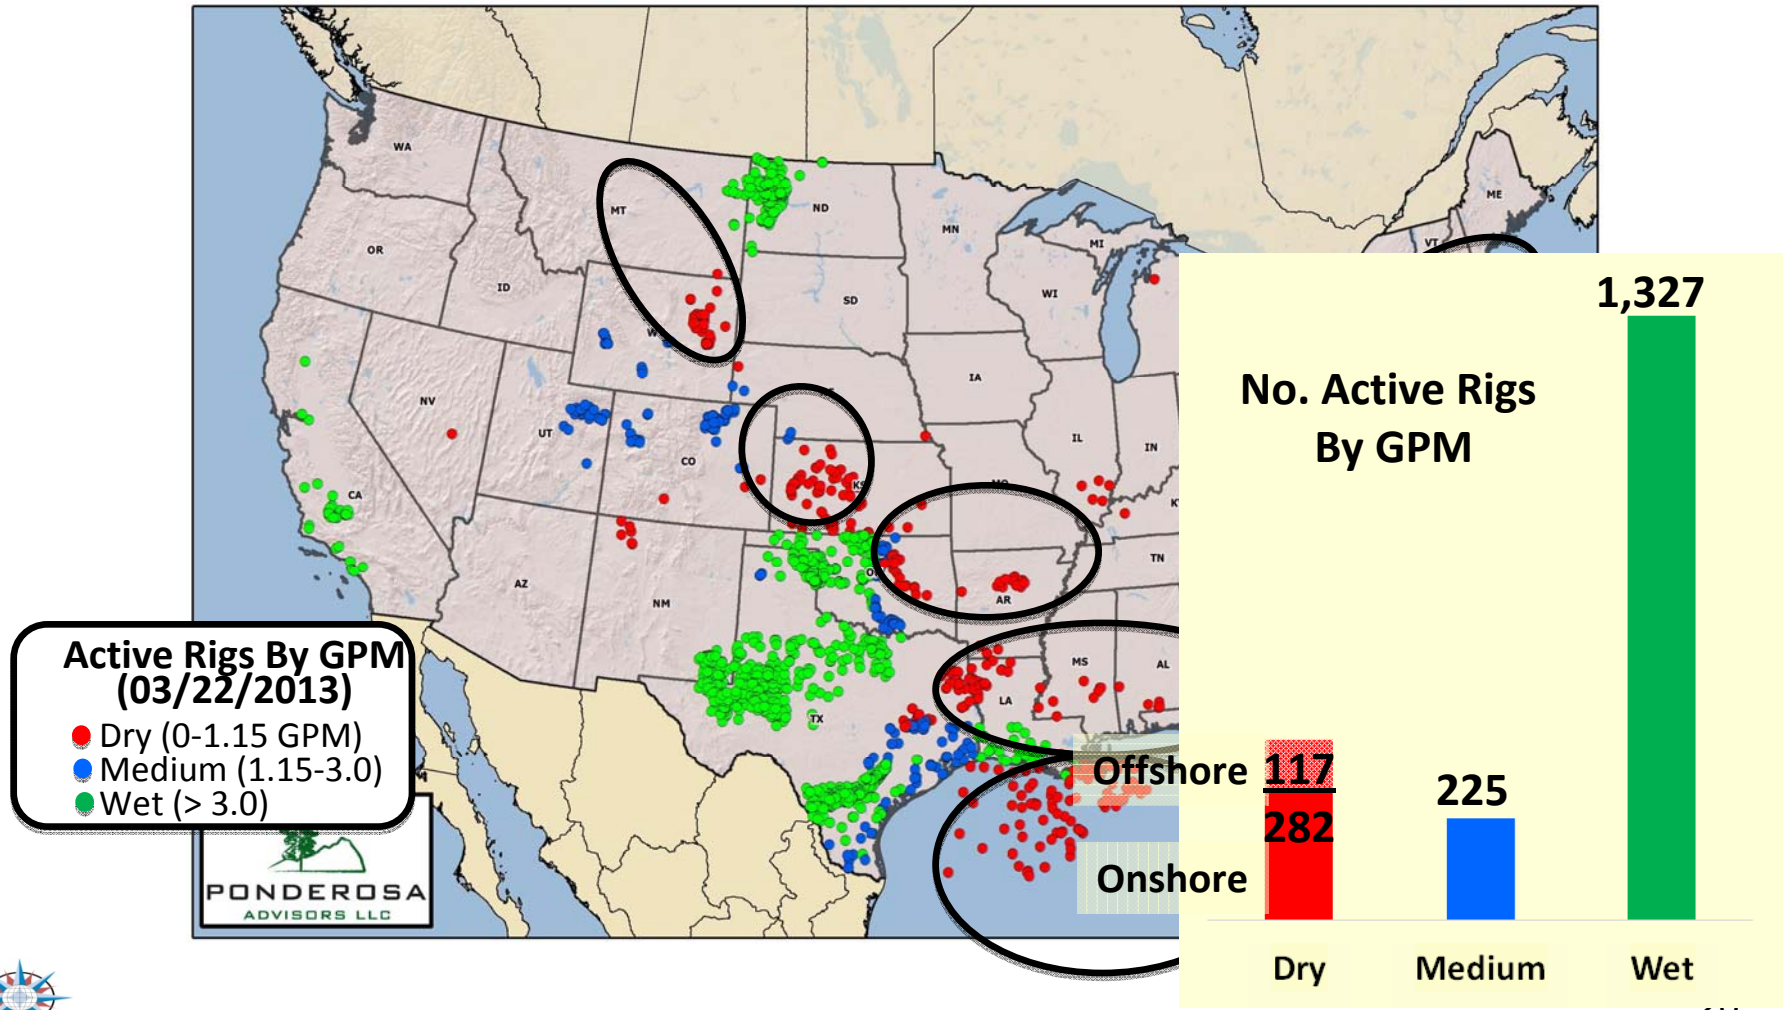 WA
MT
ND
MN
ME
VT
OR
ID
SD
WI
MI
W
IA
NV
UT
CO
IL
IN
CA
KS
MO
K
TN
AZ
NM
O
AR
MS
AL
TX
LA
Active Rigs By GPM
(03/22/2013)
Dry (0-1.15 GPM)
Medium (1.15-3.0)
Wet (> 3.0)
PONDEROSA
ADVISORS LLC
No. Active Rigs
By GPM
1,327
Offshore 117
282
225
Onshore
Dry Medium Wet